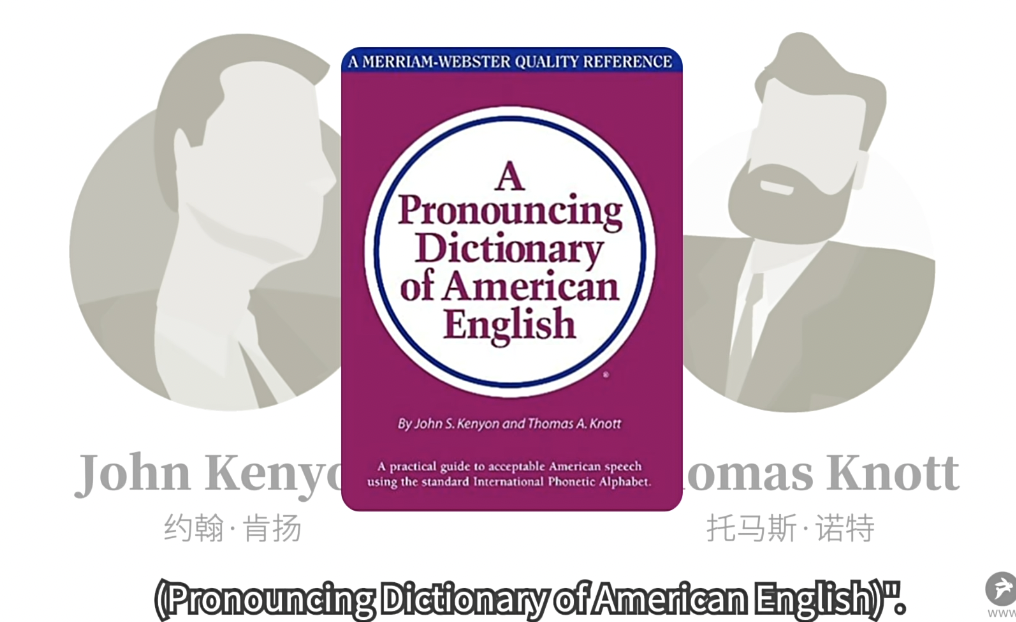 A MERRIAM-WEBSTER QUALITY REFERENCE
A
Pronouncing
Dictionary
of American
English
®
By John S. Kenyon and Thomas A. Knott
A practical guide to acceptable American speech
using the standard International Phonetic Alphabet.
John Kenyo
omas Knott
约翰·肯扬
托马斯·诺特
(Pronouncing Dictionary of American English)".
www